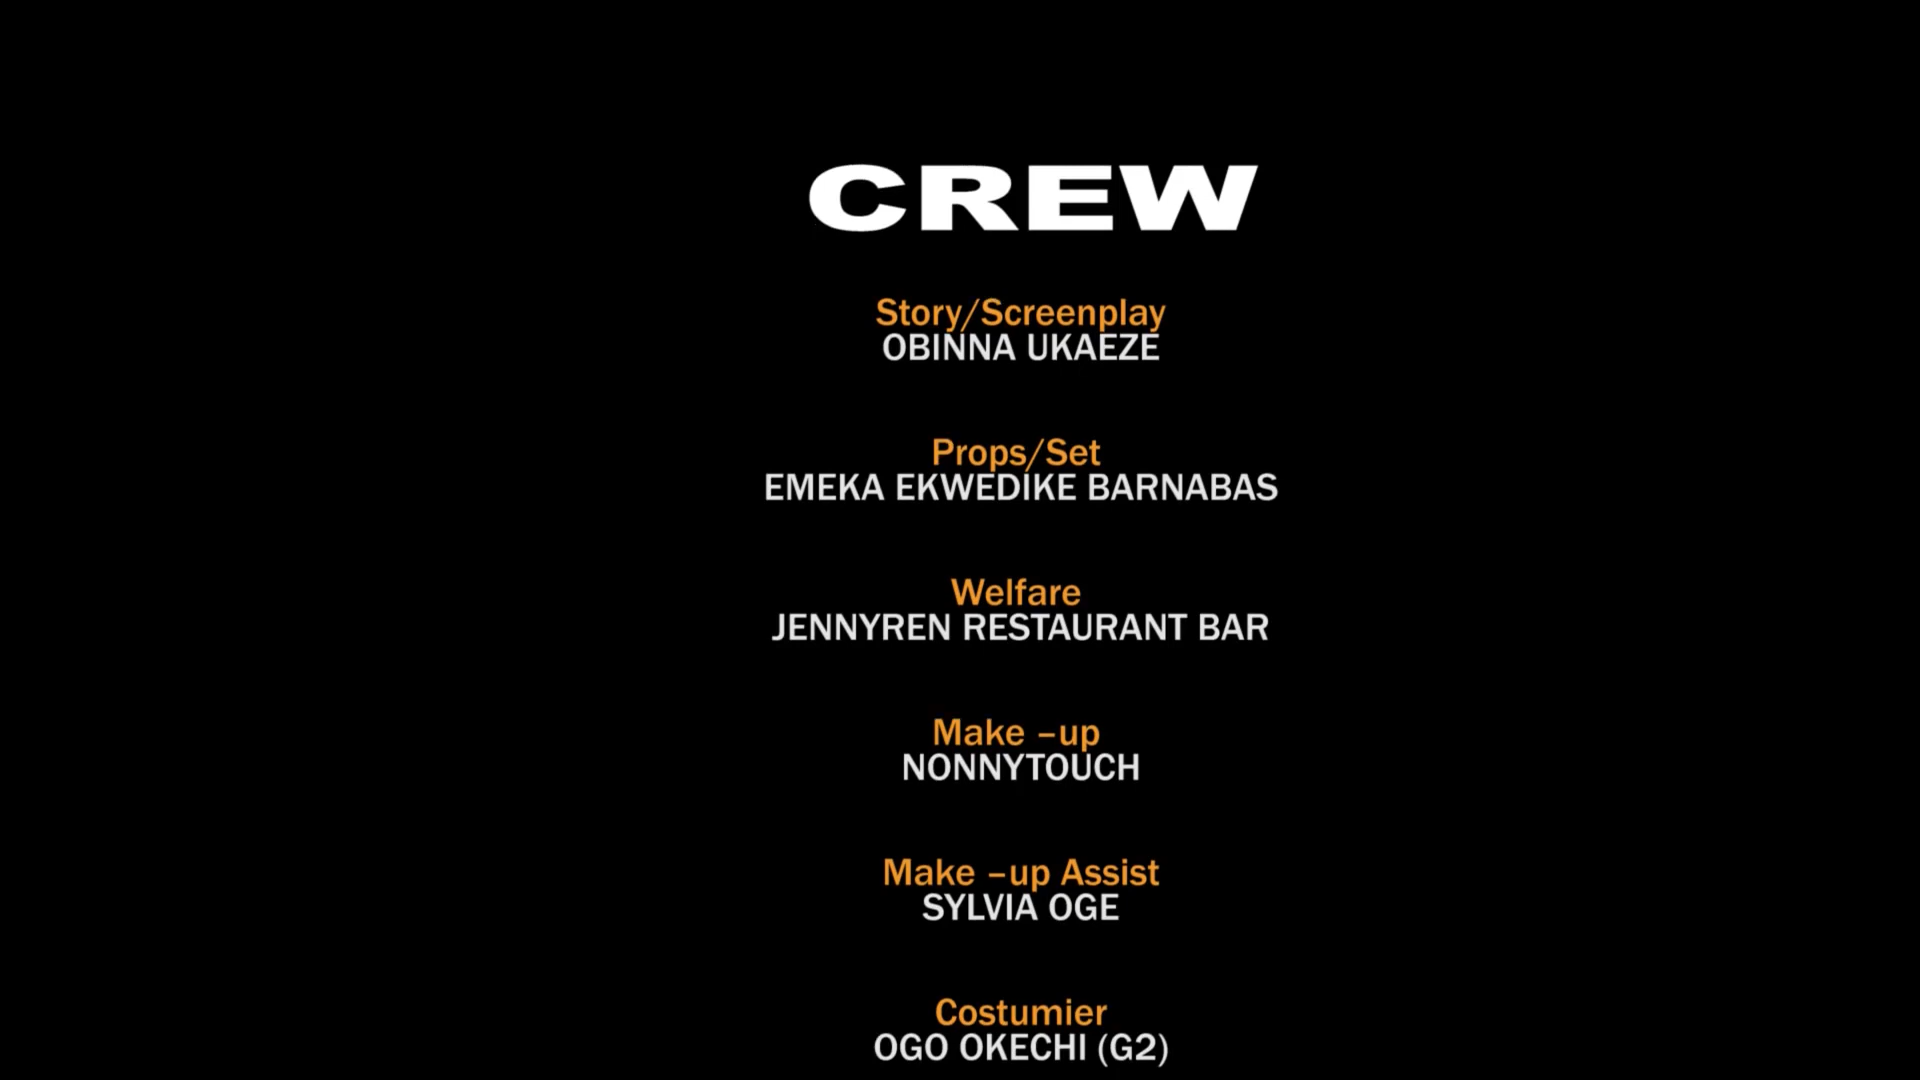 CREW
Story/Screenplay
OBINNA UKAEZE
Props/Set
EMEKA EKWEDIKE BARNABAS
Welfare
JENNYREN RESTAURANT BAR
Make –up
NONNYTOUCH
Make –up Assist
SYLVIA OGE
Costumier
OGO OKECHI (G2)